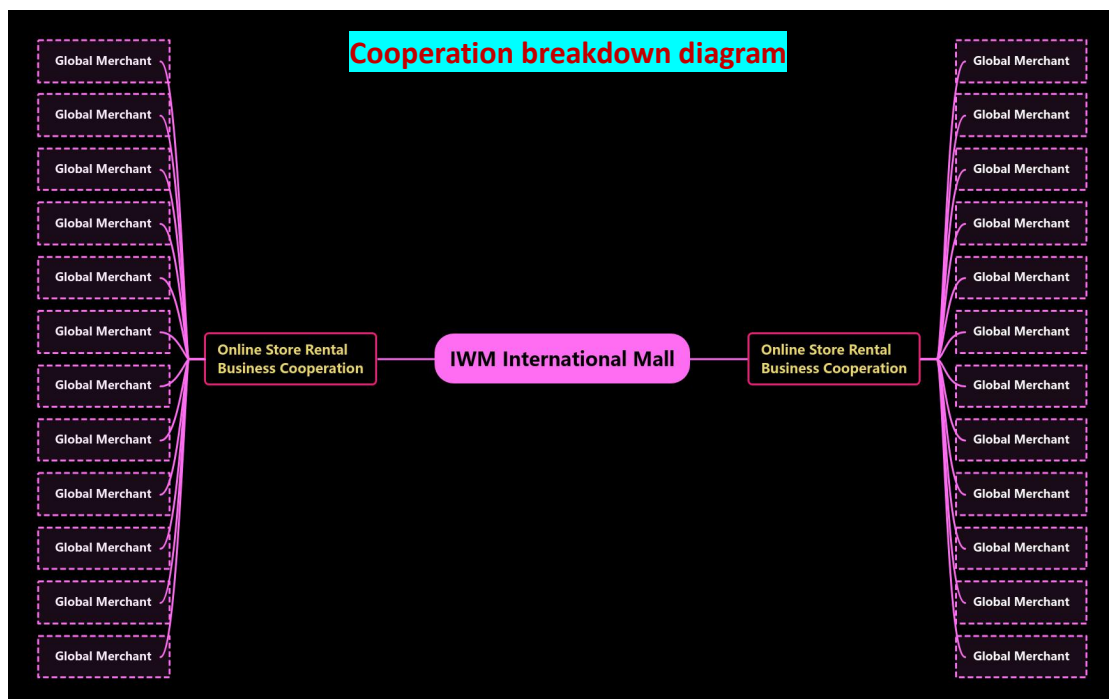 Cooperation breakdown diagram
Global Merchant
Global Merchant
Global Merchant
Global Merchant
Global Merchant
Global Merchant
Global Merchant
Global Merchant
Global Merchant
Global Merchant
Global Merchant
Global Merchant
Online Store Rental
Business Cooperation
IWM International Mall
Online Store Rental
Business Cooperation
Global Merchant
Global Merchant
Global Merchant
Global Merchant
Global Merchant
Global Merchant
Global Merchant
Global Merchant
Global Merchant
Global Merchant
Global Merchant
Global Merchant